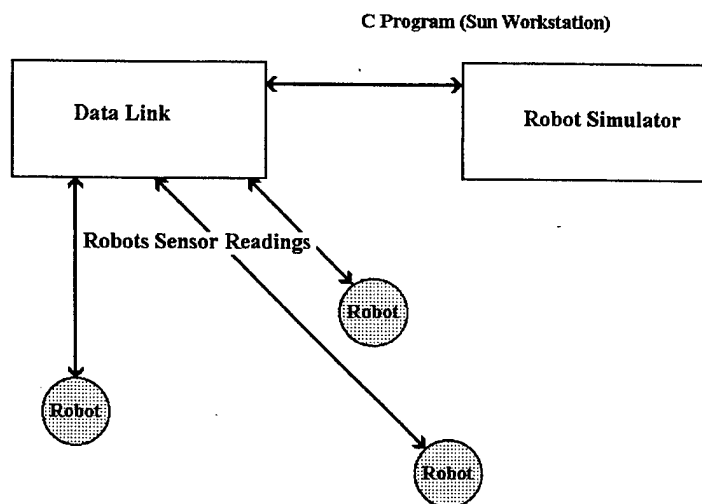 C Program (Sun Workstation)
Data Link
Robot Simulator
Robots Sensor Readings
Robot
Robot
Robot